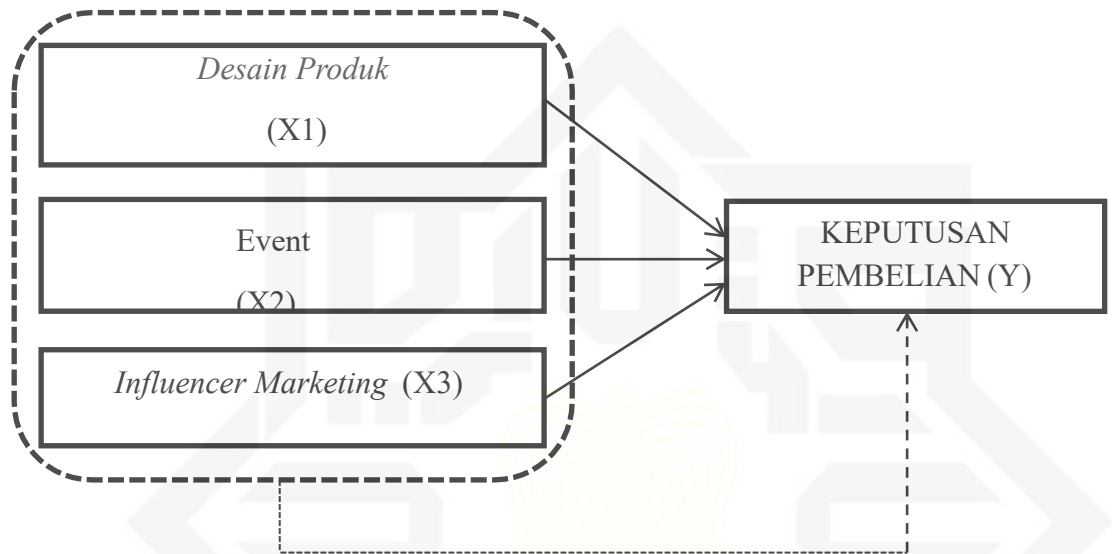 Desain Produk
(X1)
Event
(X2)
Influencer Marketing (X3)
KEPUTUSAN
PEMBELIAN (Y)